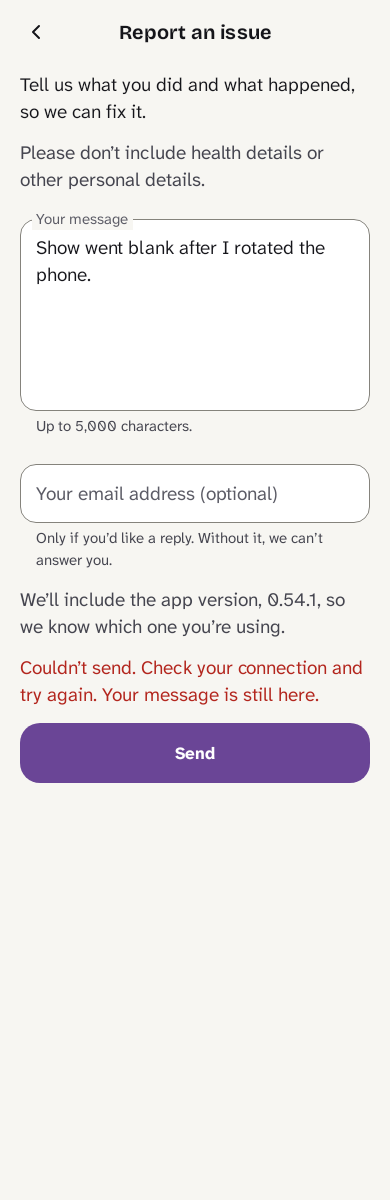 Report an issue
Tell us what you did and what happened,
so we can fix it.
Please don’t include health details or
other personal details.
Your message
Show went blank after I rotated the
phone.
Up to 5,000 characters.
Your email address (optional)
Only if you’d like a reply. Without it, we can’t
answer you.
We’ll include the app version, 0.54.1, so
we know which one you’re using.
Couldn’t send. Check your connection and
try again. Your message is still here.
Send